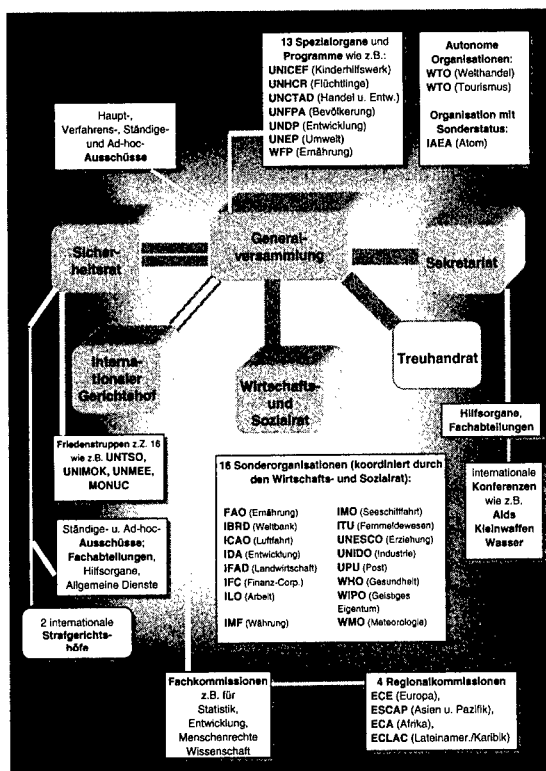 13 Spezialorgane und
Programme wie z.B.:
UNICEF (Kinderhilfswerk)
UNHCR (Flüchtlinge)
UNCTAD (Handel u. Entw.)
UNFPA (Bevölkerung)
UNDP (Entwicklung)
UNEP (Umwelt)
WFP (Ernährung)
Autonome
Organisationen:
WTO (Welthandel)
WTO (Tourismus)
Organisation mit
Sonderstatus:
IAEA (Atom)
Haupt-,
Verfahrens-, Ständige-
und Ad-hoc-
Ausschüsse
Sicher-
heitsrat
General-
versammlung
Sekretariat
Interna-
tionaler
Gerichtshof
Wirtschafts-
und
Sozialrat
Treuhandrat
Friedenstruppen z.Z. 16
wie z.B. UNTSO,
UNIMOK, UNMEE,
MONUC
Hilfsorgane,
Fachabteilungen
internationale
Konferenzen
wie z.B.
Aids
Kleinwaffen
Wasser
Ständige- u. Ad-hoc-
Ausschüsse;
Fachabteilungen,
Hilfsorgane,
Allgemeine Dienste
2 internationale
Strafgerichts-
höfe
16 Sonderorganisationen (koordiniert durch
den Wirtschafts- und Sozialrat):
FAO (Ernährung)
IBRD (Weltbank)
ICAO (Luftfahrt)
IDA (Entwicklung)
IFAD (Landwirtschaft)
IFC (Finanz-Corp.)
ILO (Arbeit)
IMF (Währung)
IMO (Seeschifffahrt)
ITU (Fernmeldewesen)
UNESCO (Erziehung)
UNIDO (Industrie)
UPU (Post)
WHO (Gesundheit)
WIPO (Geistiges
Eigentum)
WMO (Meteorologie)
Fachkommissionen
z.B. für
Statistik,
Entwicklung,
Menschenrechte
Wissenschaft
4 Regionalkommissionen
ECE (Europa),
ESCAP (Asien u. Pazifik),
ECA (Afrika),
ECLAC (Lateinamer./Karibik)